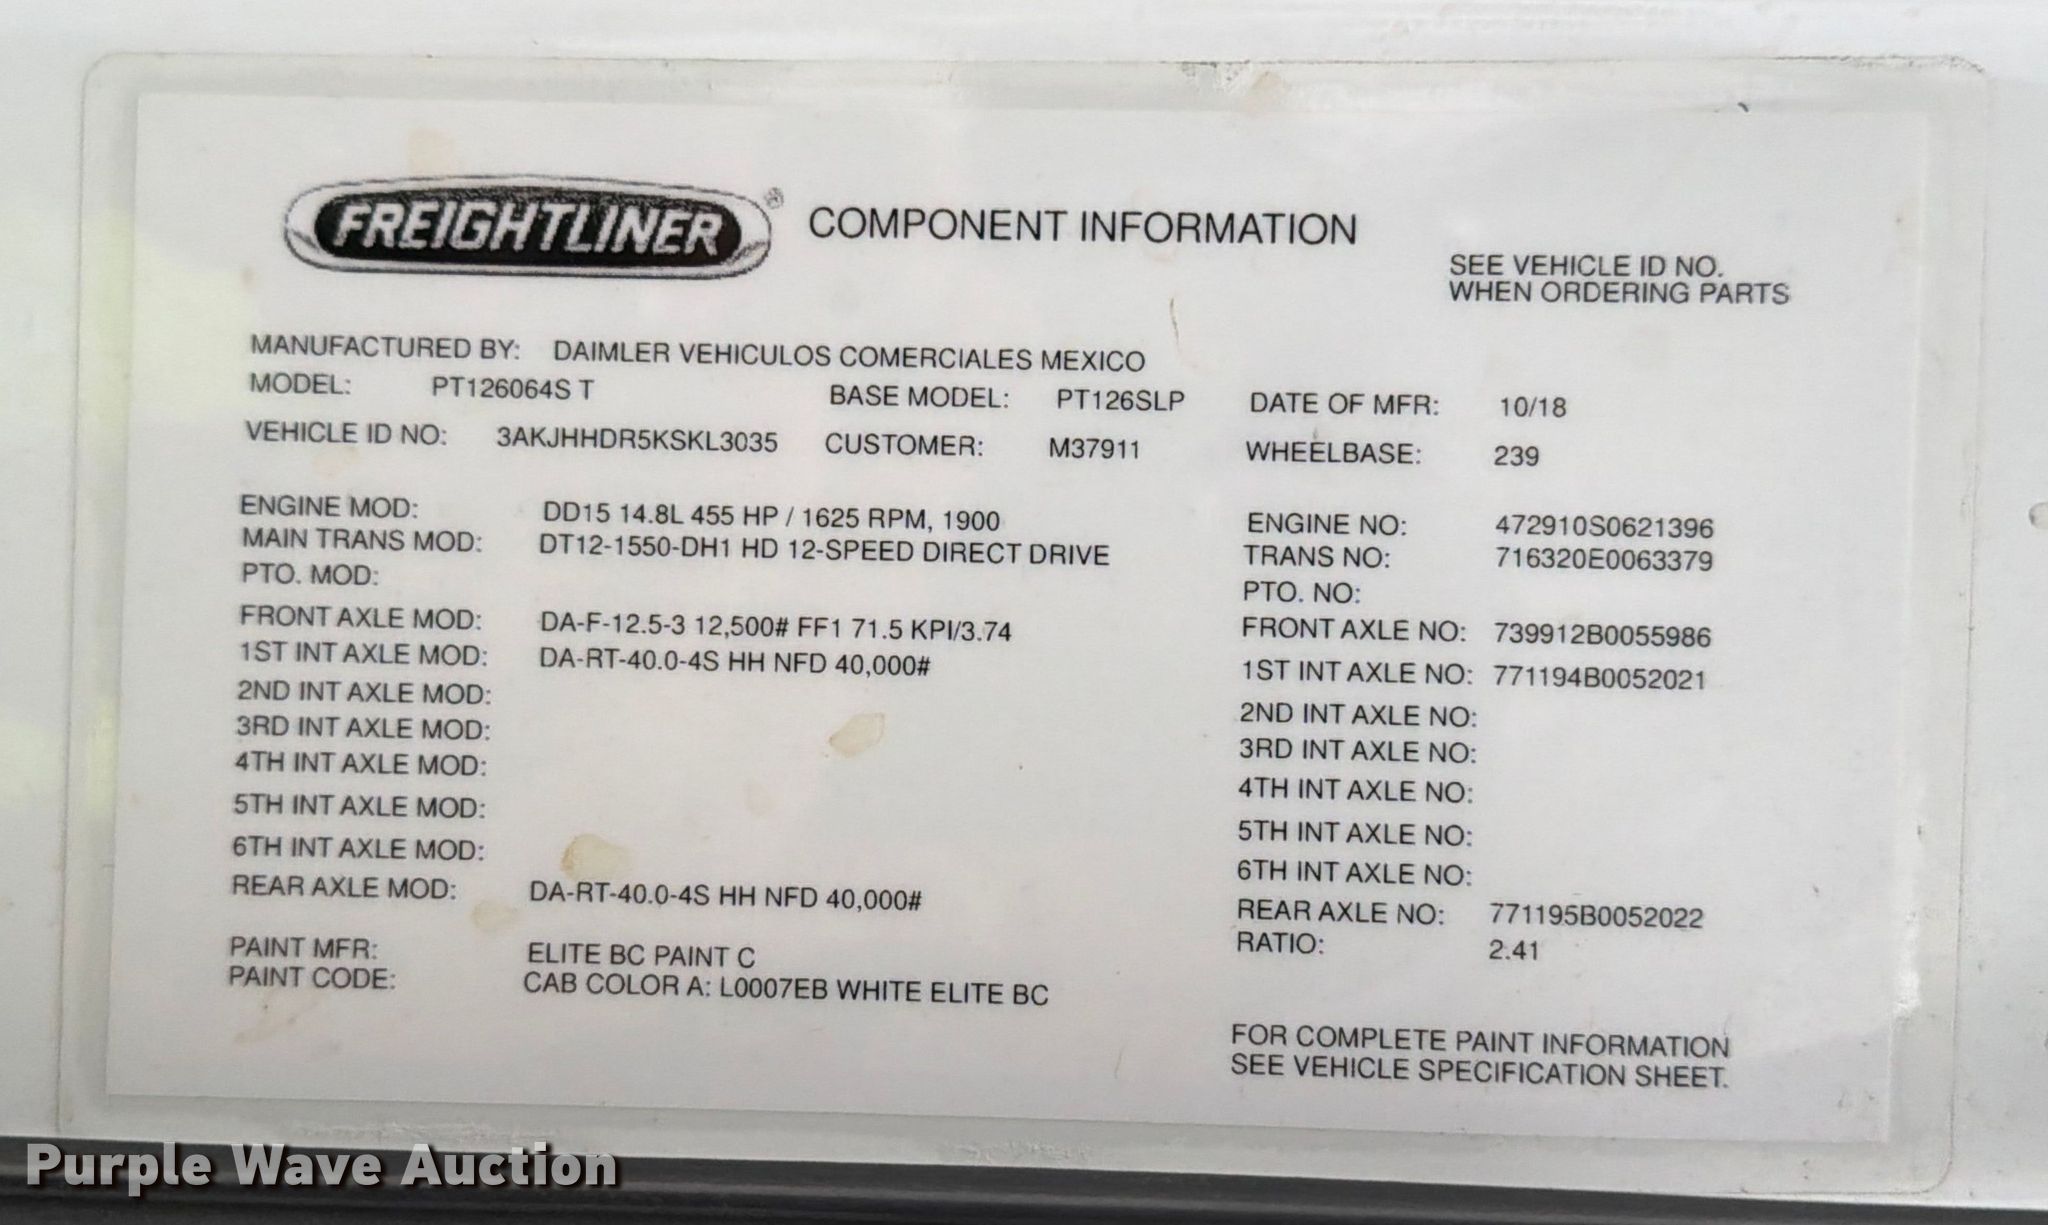 FREIGHTLINER® COMPONENT INFORMATION
SEE VEHICLE ID NO.
WHEN ORDERING PARTS
MANUFACTURED BY: DAIMLER VEHICULOS COMERCIALES MEXICO
MODEL: PT126064S T BASE MODEL: PT126SLP DATE OF MFR: 10/18
VEHICLE ID NO: 3AKJHHDR5KSKL3035 CUSTOMER: M37911 WHEELBASE: 239
ENGINE MOD: DD15 14.8L 455 HP / 1625 RPM, 1900 ENGINE NO: 472910S0621396
MAIN TRANS MOD: DT12-1550-DH1 HD 12-SPEED DIRECT DRIVE TRANS NO: 716320E0063379
PTO. MOD: PTO. NO:
FRONT AXLE MOD: DA-F-12.5-3 12,500# FF1 71.5 KPI/3.74 FRONT AXLE NO: 739912B0055986
1ST INT AXLE MOD: DA-RT-40.0-4S HH NFD 40,000# 1ST INT AXLE NO: 771194B0052021
2ND INT AXLE MOD: 2ND INT AXLE NO:
3RD INT AXLE MOD: 3RD INT AXLE NO:
4TH INT AXLE MOD: 4TH INT AXLE NO:
5TH INT AXLE MOD: 5TH INT AXLE NO:
6TH INT AXLE MOD: 6TH INT AXLE NO:
REAR AXLE MOD: DA-RT-40.0-4S HH NFD 40,000# REAR AXLE NO: 771195B0052022
RATIO: 2.41
PAINT MFR: ELITE BC PAINT C
PAINT CODE: CAB COLOR A: L0007EB WHITE ELITE BC
FOR COMPLETE PAINT INFORMATION
SEE VEHICLE SPECIFICATION SHEET.
Purple Wave Auction